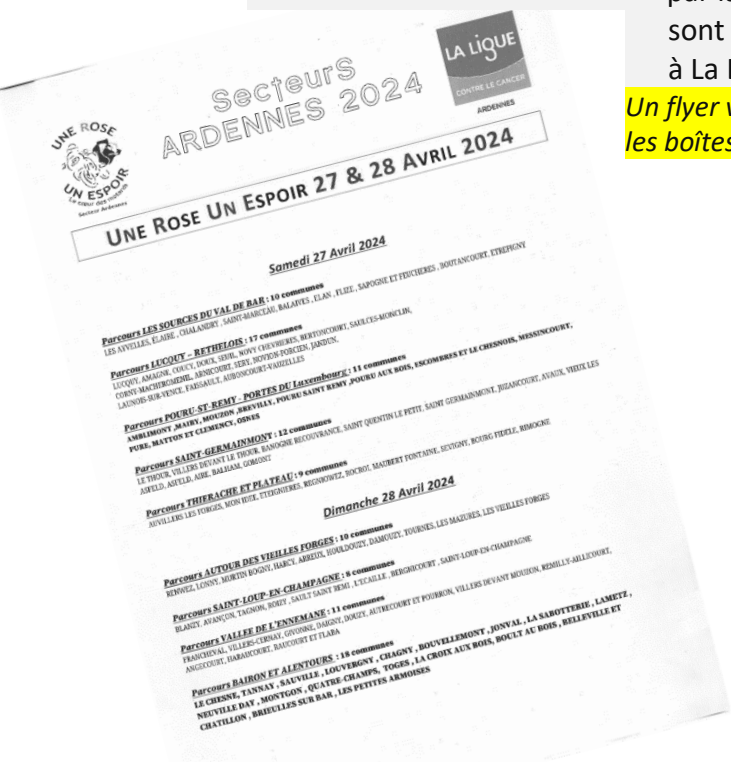 par l
sont
à La
Un flyer v
les boîtes
Secteurs
ARDENNES 2024
LA LIGUE
CONTRE LE CANCER
ARDENNES
UNE ROSE
UN ESPOIR
Le cœur des motards
Secteur Ardennes
UNE ROSE UN ESPOIR 27 & 28 AVRIL 2024
Samedi 27 Avril 2024
Parcours LES SOURCES DU VAL DE BAR : 10 communes
LES AYVELLES, ELAIRE, CHALANDRY, SAINT-MARCEAU, BALAIVES, ELAN, FLIZE, SAPOGNE ET FEUCHERES, BOUTANCOURT, ETREPIGNY
Parcours LUCQUY – RETHELOIS : 17 communes
LUCQUY, AMAGNE, COUCY, DOUX, SEUIL, NOVY CHEVRIERES, BERTONCOURT, SAULCES-MONCLIN,
CORNY-MACHEROMENIL, ARNICOURT, SERY, NOVION-PORCIEN, JANDUN,
LAUNOIS-SUR-VENCE, FAISSAULT, AUBONCOURT-VAUZELLES
Parcours POURU-ST-REMY - PORTES DU Luxembourg : 11 communes
AMBLIMONT, MAIRY, MOUZON, BREVILLY, POURU SAINT REMY, POURU AUX BOIS, ESCOMBRES ET LE CHESNOIS, MESSINCOURT,
PURE, MATTON ET CLEMENCY, OSNES
Parcours SAINT-GERMAINMONT : 12 communes
LE THOUR, VILLERS DEVANT LE THOUR, BANOGNE RECOUVRANCE, SAINT QUENTIN LE PETIT, SAINT GERMAINMONT, JUZANCOURT, AVAUX, VIEUX LES
ASFELD, ASFELD, AIRE, BALHAM, GOMONT
Parcours THIERACHE ET PLATEAU : 9 communes
AUVILLERS LES FORGES, MON IDEE, ETEIGNIERES, REGNIOWEZ, ROCROI, MAUBERT FONTAINE, SEVIGNY, BOURG FIDELE, RIMOGNE
Dimanche 28 Avril 2024
Parcours AUTOUR DES VIEILLES FORGES : 10 communes
RENWEZ, LONNY, MURTIN BOGNY, HARCY, ARREUX, HOULDOUZY, DAMOUZY, TOURNES, LES MAZURES, LES VIEILLES FORGES
Parcours SAINT-LOUP-EN-CHAMPAGNE : 8 communes
BLANZY, AVANÇON, TAGNON, ROIZY, SAULT SAINT REMI, L'ECAILLE, BERGNICOURT, SAINT-LOUP-EN-CHAMPAGNE
Parcours VALLEE DE L'ENNEMANE : 11 communes
FRANCHEVAL, VILLERS-CERNAY, GIVONNE, DAIGNY, DOUZY, AUTRECOURT ET POURRON, VILLERS DEVANT MOUZON, REMILLY-AILLICOURT,
ANGECOURT, HARAUCOURT, RAUCOURT ET FLABA
Parcours BAIRON ET ALENTOURS : 18 communes
LE CHESNE, TANNAY, SAUVILLE, LOUVERGNY, CHAGNY, BOUVELLEMONT, JONVAL, LA SABOTTERIE, LAMETZ,
NEUVILLE DAY, MONTGON, QUATRE-CHAMPS, TOGES, LA CROIX AUX BOIS, BOULT AU BOIS, BELLEVILLE ET
CHATILLON, BRIEULLES SUR BAR, LES PETITES ARMOISES